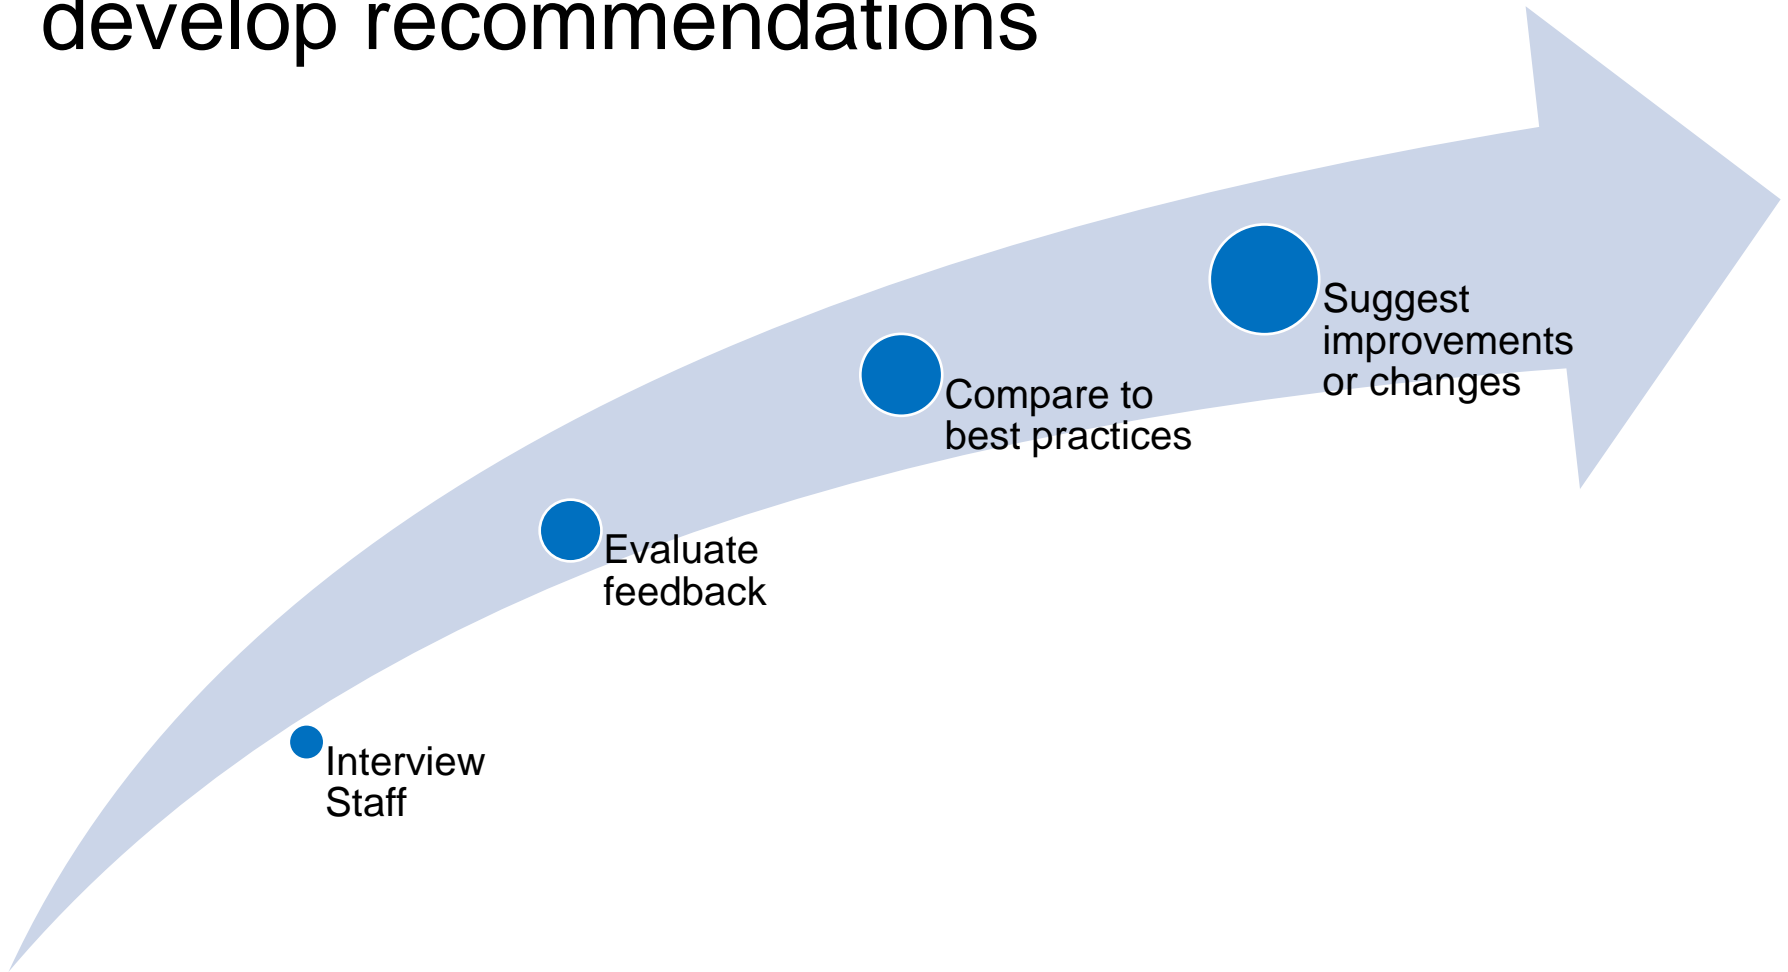 develop recommendations
Suggest
improvements
or changes
Compare to
best practices
Evaluate
feedback
Interview
Staff